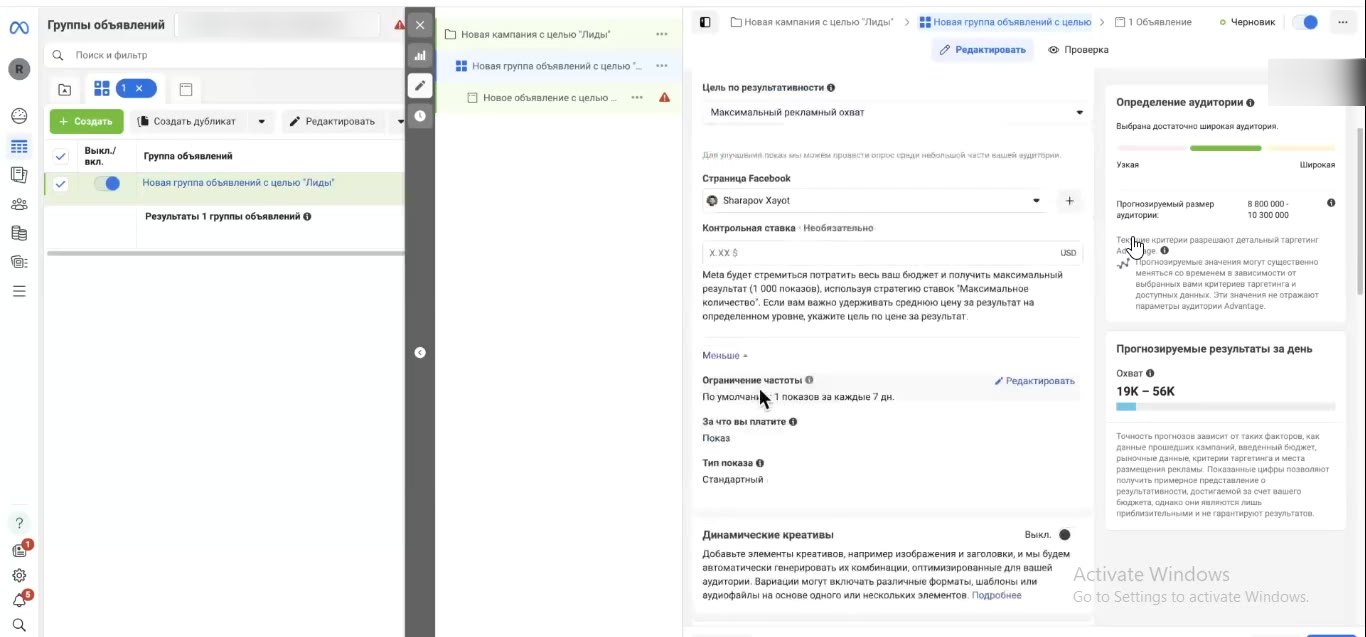 Группы объявлений
Поиск и фильтр
1 ×
+ Создать
Создать дубликат
Редактировать
Выкл./
вкл.
Группа объявлений
Новая группа объявлений с целью "Лиды"
Результаты 1 группы объявлений
R
?
1
5
Новая кампания с целью "Лиды"
Новая группа объявлений с целью "...
Новое объявление с целью ...
Новая кампания с целью "Лиды"
Новая группа объявлений с целью
1 Объявление
Черновик
Редактировать
Проверка
Цель по результативности
Максимальный рекламный охват
Для улучшения показ мы можем провести опрос среди небольшой части вашей аудитории.
Страница Facebook
Sharapov Xayot
Контрольная ставка · Необязательно
X.XX $
USD
Meta будет стремиться потратить весь ваш бюджет и получить максимальный
результат (1 000 показов), используя стратегию ставок "Максимальное
количество". Если вам важно удерживать среднюю цену за результат на
определенном уровне, укажите цель по цене за результат.
Меньше
Ограничение частоты
Редактировать
По умолчан : 1 показов за каждые 7 дн.
За что вы платите
Показ
Тип показа
Стандартный
Динамические креативы
Выкл.
Добавьте элементы креативов, например изображения и заголовки, и мы будем
автоматически генерировать их комбинации, оптимизированные для вашей
аудитории. Вариации могут включать различные форматы, шаблоны или
аудиофайлы на основе одного или нескольких элементов. Подробнее
Определение аудитории
Выбрана достаточно широкая аудитория.
Узкая
Широкая
Прогнозируемый размер
аудитории:
8 800 000 -
10 300 000
критерии разрешают детальный таргетинг
Прогнозируемые значения могут существенно
меняться со временем в зависимости от
выбранных вами критериев таргетинга и
доступных данных. Эти значения не отражают
параметры аудитории Advantage.
Прогнозируемые результаты за день
Охват
19K – 56K
Точность прогнозов зависит от таких факторов, как
данные прошедших кампаний, введенный бюджет,
рыночные данные, критерии таргетинга и места
размещения рекламы. Показанные цифры позволяют
получить примерное представление о
результативности, достигаемой за счет вашего
бюджета, однако они являются лишь
приблизительными и не гарантируют результатов.
Activate Windows
Go to Settings to activate Windows.